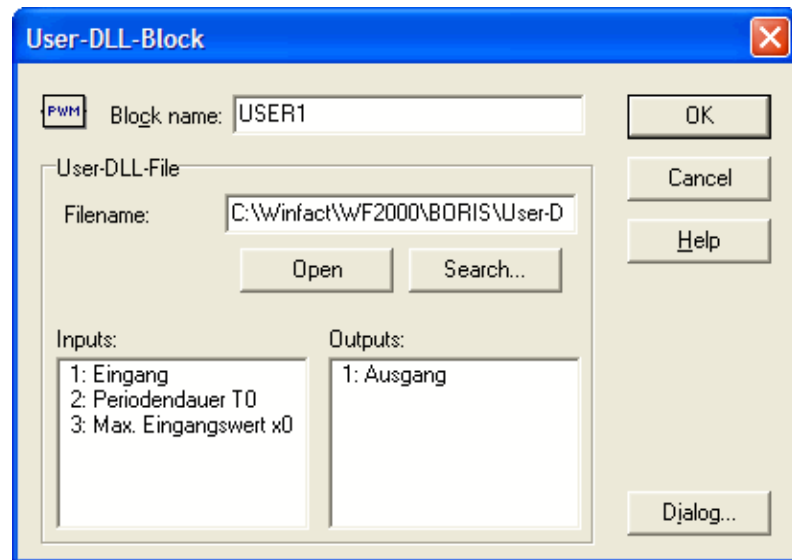 User-DLL-Block
PWM
Block name:
USER1
OK
User-DLL-File
Cancel
Filename:
C:\Winfact\WF2000\BORIS\User-D
Help
Open
Search...
Inputs:
Outputs:
1: Eingang
2: Periodendauer T0
3: Max. Eingangswert x0
1: Ausgang
Dialog...